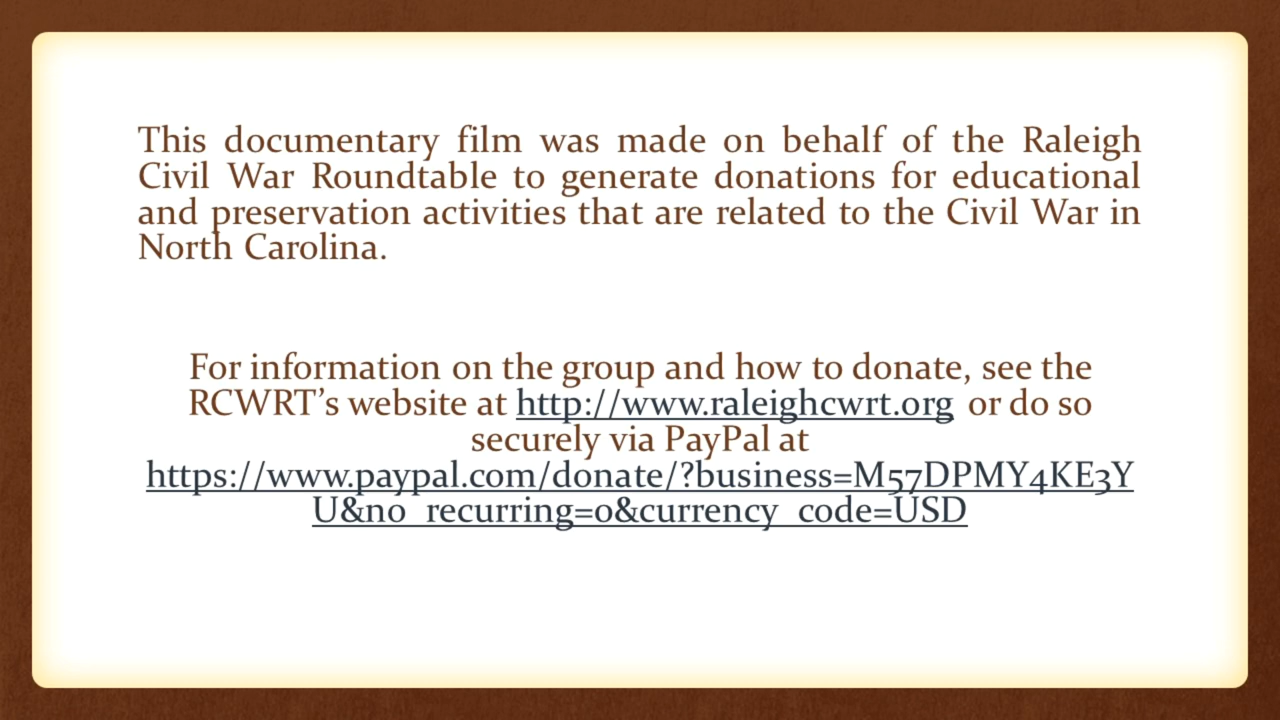 This documentary film was made on behalf of the Raleigh
Civil War Roundtable to generate donations for educational
and preservation activities that are related to the Civil War in
North Carolina.
For information on the group and how to donate, see the
RCWRT’s website at http://www.raleighcwrt.org or do so
securely via PayPal at
https://www.paypal.com/donate/?business=M57DPMY4KE3Y
U&no_recurring=0&currency_code=USD